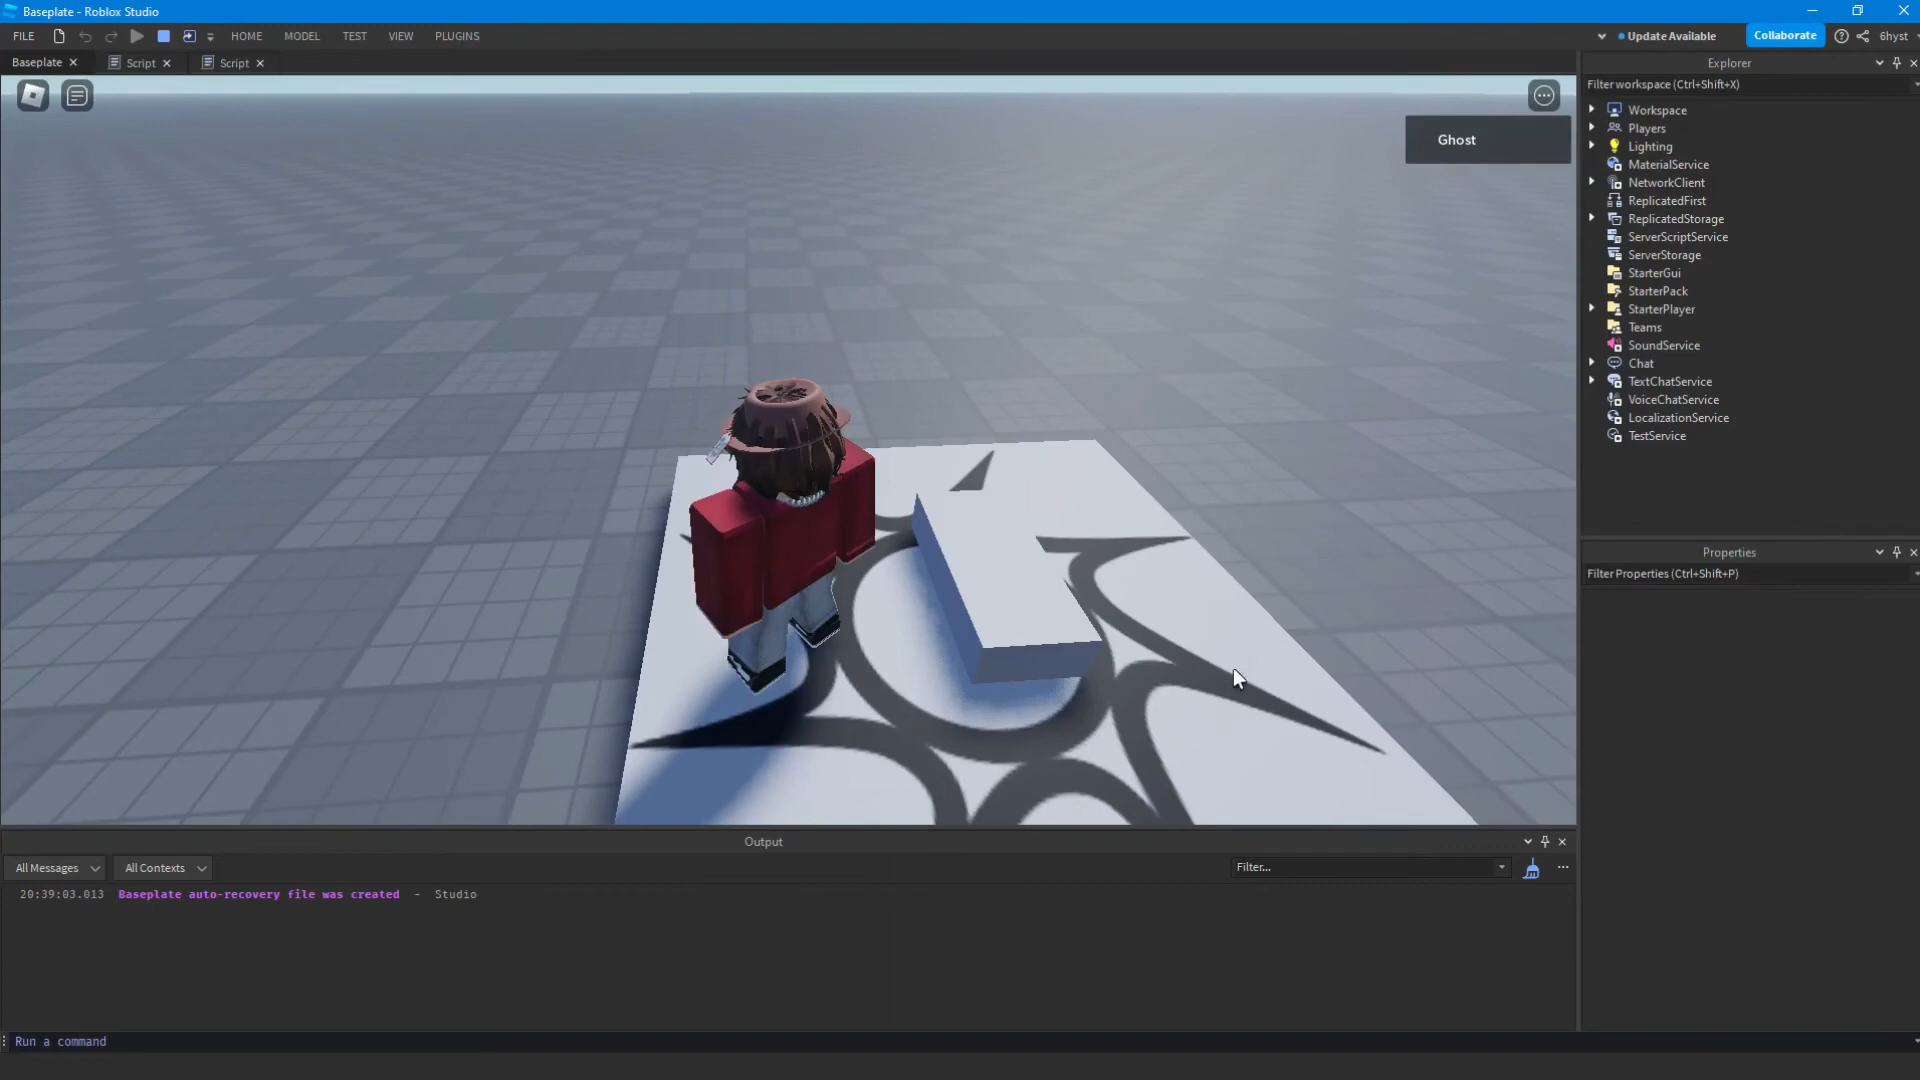 Baseplate - Roblox Studio
FILE HOME MODEL TEST VIEW PLUGINS Update Available Collaborate 6hyst
Baseplate Script Script
Ghost
Explorer
Filter workspace (Ctrl+Shift+X)
Workspace
Players
Lighting
MaterialService
NetworkClient
ReplicatedFirst
ReplicatedStorage
ServerScriptService
ServerStorage
StarterGui
StarterPack
StarterPlayer
Teams
SoundService
Chat
TextChatService
VoiceChatService
LocalizationService
TestService
Properties
Filter Properties (Ctrl+Shift+P)
Output
All Messages All Contexts Filter...
20:39:03.013 Baseplate auto-recovery file was created - Studio
Run a command